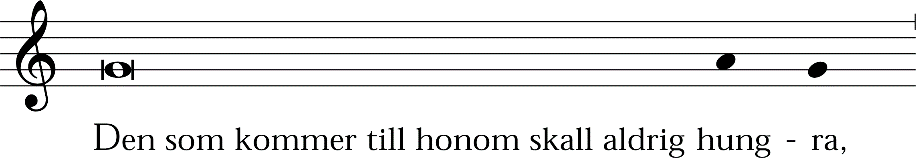 Den som kommer till honom skall aldrig hung - ra,